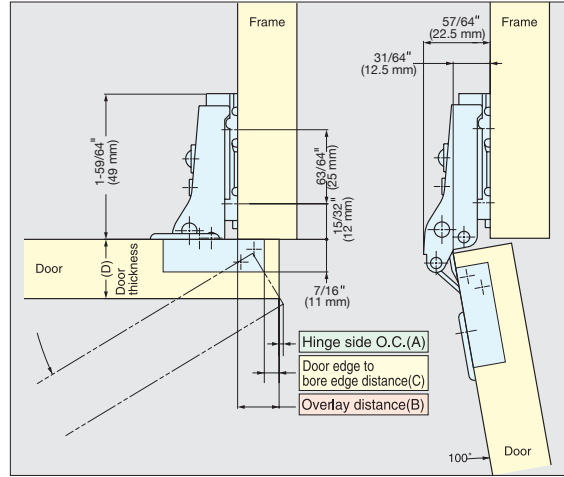 Frame
57/64"
(22.5 mm)
Frame
31/64"
(12.5 mm)
1-59/64"
(49 mm)
63/64"
(25 mm)
15/32"
(12 mm)
Door
(D)
Door
thickness
7/16"
(11 mm)
Hinge side O.C.(A)
Door edge to
bore edge distance(C)
Overlay distance(B)
100°
Door